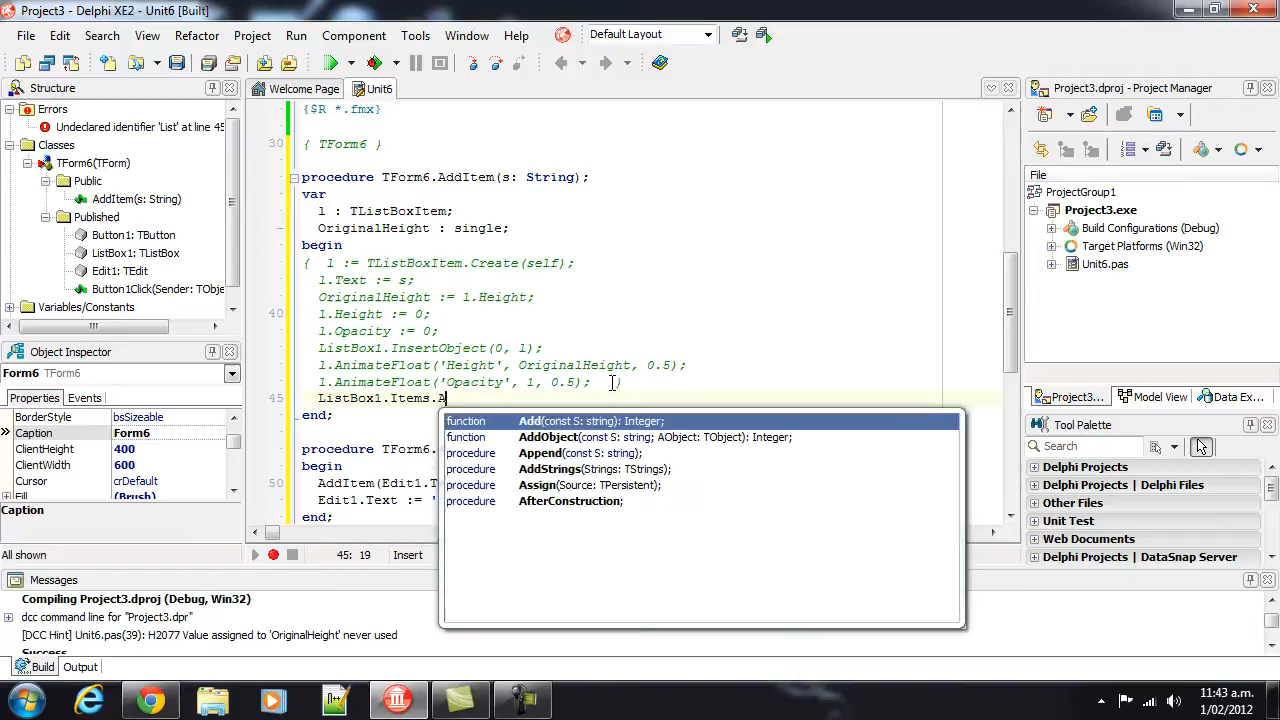 Project3 - Delphi XE2 - Unit6 [Built]
File Edit Search View Refactor Project Run Component Tools Window Help Default Layout
Structure
Errors
Undeclared identifier 'List' at line 45
Classes
TForm6(TForm)
Public
AddItem(s: String)
Published
Button1: TButton
ListBox1: TListBox
Edit1: TEdit
Button1Click(Sender: TObje
Variables/Constants
Object Inspector
Form6 TForm6
Properties Events
BorderStyle bsSizeable
Caption Form6
ClientHeight 400
ClientWidth 600
Cursor crDefault
Fill (Brush)
Caption
All shown
Welcome Page Unit6
{$R *.fmx}
30 { TForm6 }
procedure TForm6.AddItem(s: String);
var
l : TListBoxItem;
OriginalHeight : single;
begin
{ l := TListBoxItem.Create(self);
l.Text := s;
OriginalHeight := l.Height;
40 l.Height := 0;
l.Opacity := 0;
ListBox1.InsertObject(0, l);
l.AnimateFloat('Height', OriginalHeight, 0.5);
l.AnimateFloat('Opacity', 1, 0.5); }
45 ListBox1.Items.A
end;
procedure TForm6.
begin
50 AddItem(Edit1.T
Edit1.Text := '
end;
function Add(const S: string): Integer;
function AddObject(const S: string; AObject: TObject): Integer;
procedure Append(const S: string);
procedure AddStrings(Strings: TStrings);
procedure Assign(Source: TPersistent);
procedure AfterConstruction;
45: 19 Insert
Project3.dproj - Project Manager
File
ProjectGroup1
Project3.exe
Build Configurations (Debug)
Target Platforms (Win32)
Unit6.pas
Project3... Model View Data Ex...
Tool Palette
Search
Delphi Projects
Delphi Projects | Delphi Files
Other Files
Unit Test
Web Documents
Delphi Projects | DataSnap Server
Messages
Compiling Project3.dproj (Debug, Win32)
dcc command line for "Project3.dpr"
[DCC Hint] Unit6.pas(39): H2077 Value assigned to 'OriginalHeight' never used
Success
Build Output
11:43 a.m.
1/02/2012